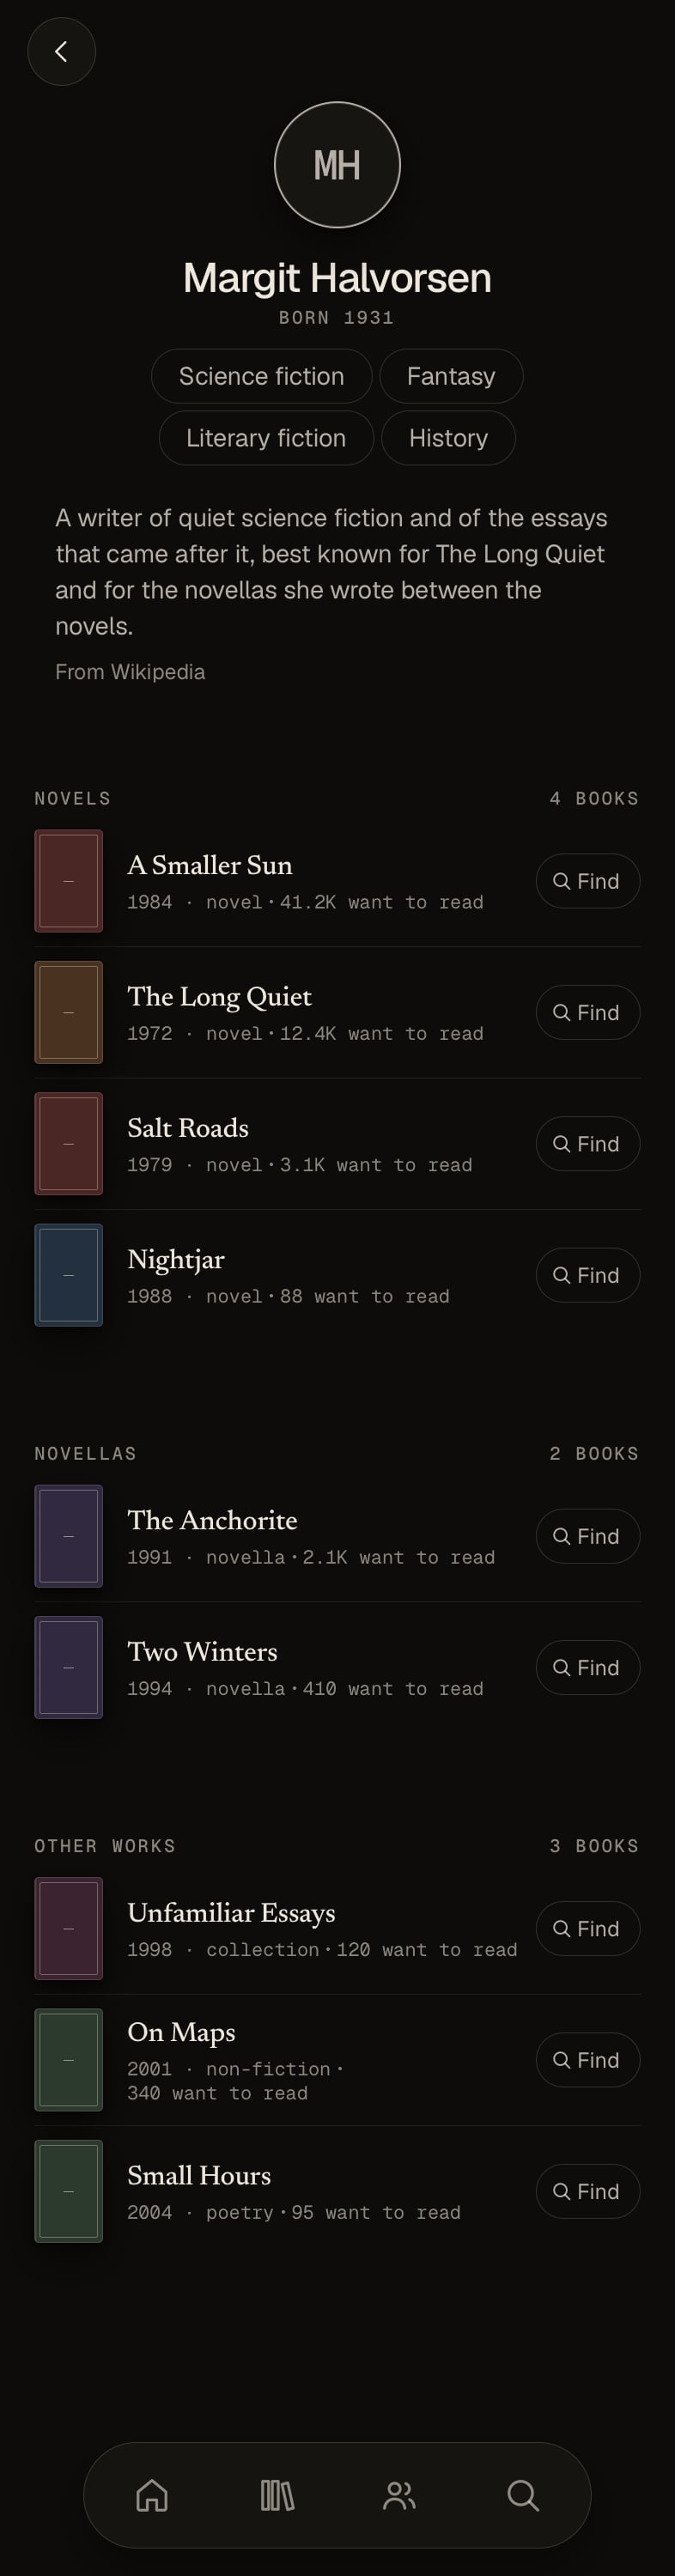 MH
Margit Halvorsen
BORN 1931
Science fiction
Fantasy
Literary fiction
History
A writer of quiet science fiction and of the essays
that came after it, best known for The Long Quiet
and for the novellas she wrote between the
novels.
From Wikipedia
NOVELS
4 BOOKS
A Smaller Sun
1984 · novel · 41.2K want to read
Find
The Long Quiet
1972 · novel · 12.4K want to read
Find
Salt Roads
1979 · novel · 3.1K want to read
Find
Nightjar
1988 · novel · 88 want to read
Find
NOVELLAS
2 BOOKS
The Anchorite
1991 · novella · 2.1K want to read
Find
Two Winters
1994 · novella · 410 want to read
Find
OTHER WORKS
3 BOOKS
Unfamiliar Essays
1998 · collection · 120 want to read
Find
On Maps
2001 · non-fiction ·
340 want to read
Find
Small Hours
2004 · poetry · 95 want to read
Find